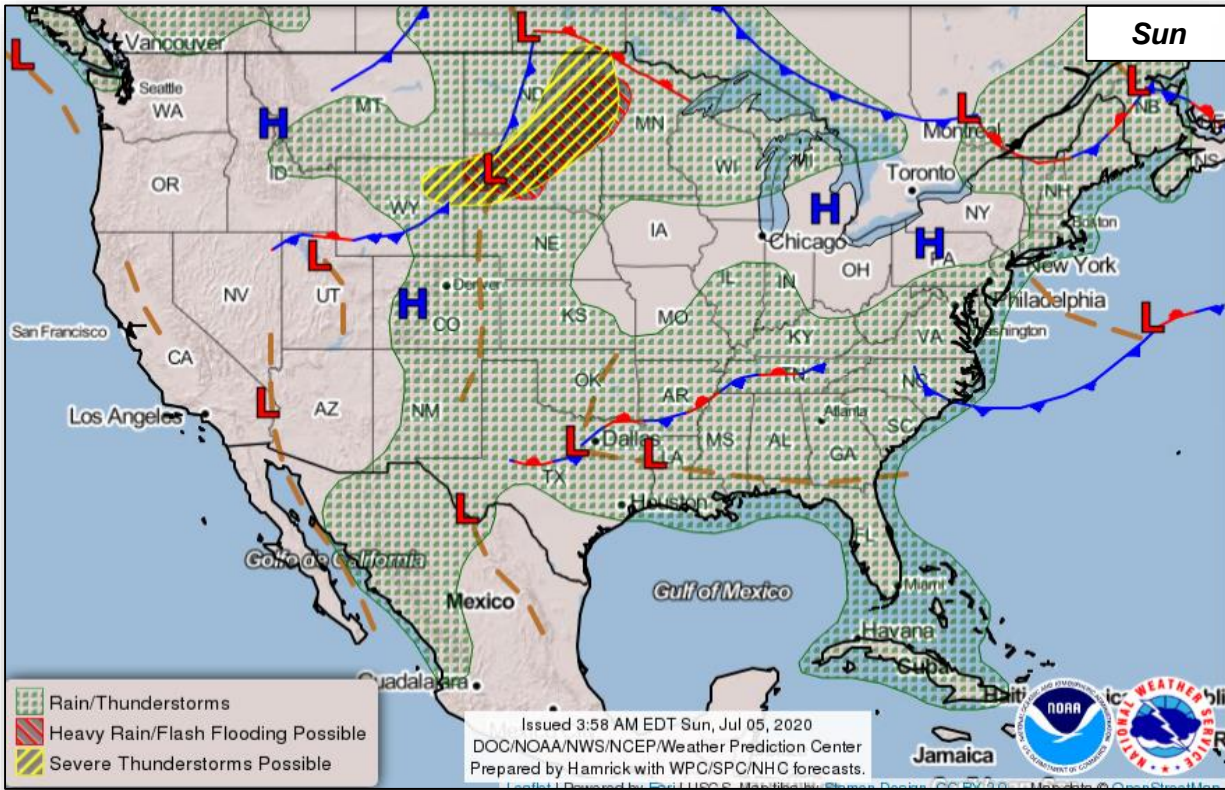 Sun
Vancouver
Seattle
WA
MT
ND
MN
Montreal
NB
NS
OR
ID
WY
WI
MI
Toronto
NH
Boston
NY
IA
Chicago
NE
PA
New York
OH
IN
IL
NV
UT
Denver
CO
KS
MO
KY
VA
Philadelphia
San Francisco
CA
OK
AR
TN
NC
Los Angeles
AZ
NM
Atlanta
SC
Dallas
MS
AL
GA
LA
TX
Houston
FL
Golfo de California
Gulf of Mexico
Miami
Mexico
Havana
Cuba
Guadalajara
Jamaica
L
L
L
L
L
L
L
L
L
L
L
L
H
H
H
H
Rain/Thunderstorms
Heavy Rain/Flash Flooding Possible
Severe Thunderstorms Possible
Issued 3:58 AM EDT Sun, Jul 05, 2020
DOC/NOAA/NWS/NCEP/Weather Prediction Center
Prepared by Hamrick with WPC/SPC/NHC forecasts.
NOAA
NATIONAL WEATHER SERVICE